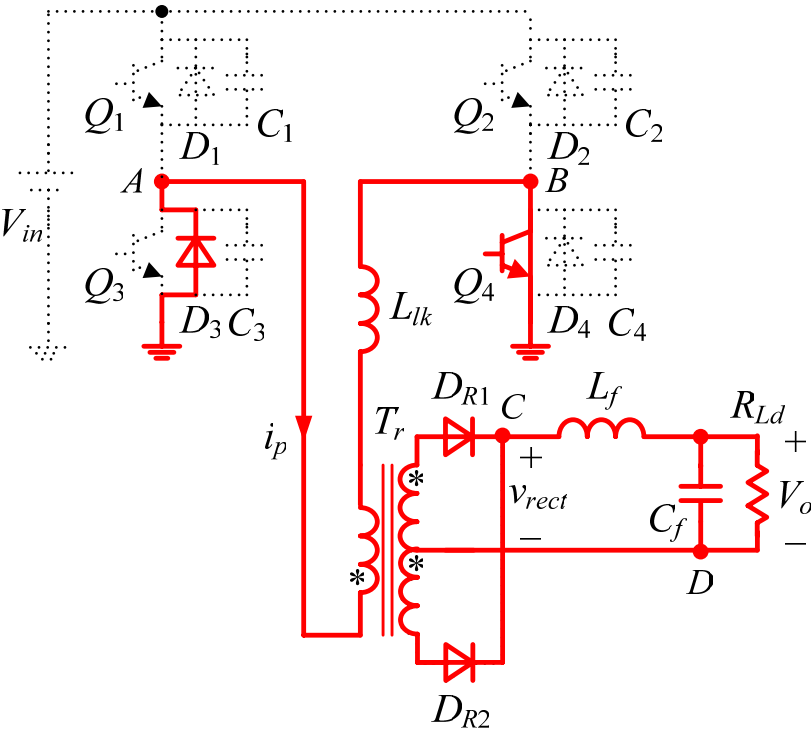 Q1
D1
C1
Q2
D2
C2
A
B
Vin
Q3
D3
C3
Q4
D4
C4
Llk
DR1
C
Lf
RLd
ip
Tr
*
+
vrect
−
Cf
+
Vo
−
*
*
D
DR2